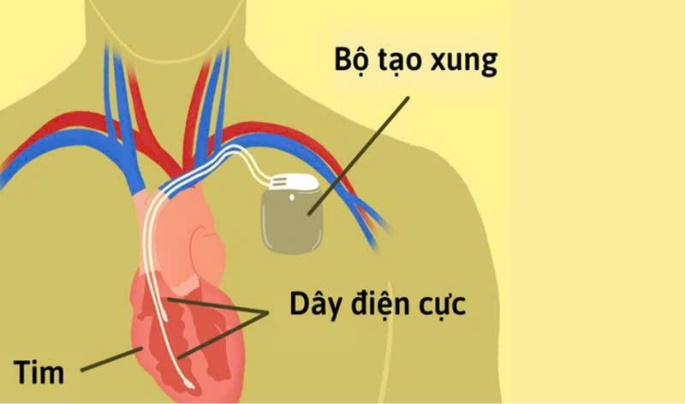 Bộ tạo xung
Dây điện cực
Tim